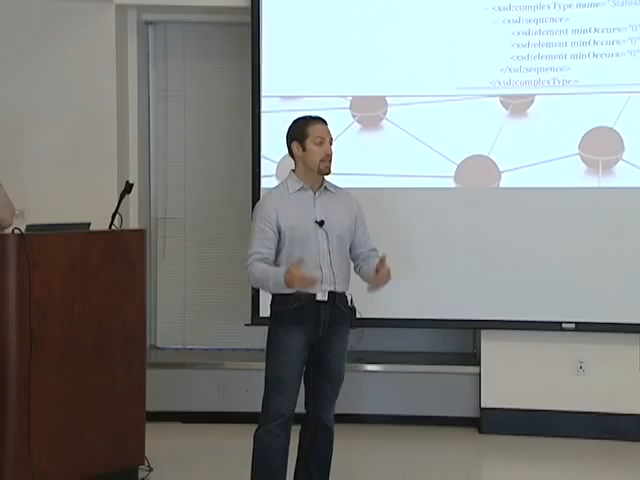 – <xsd:complexType name="Status
– <xsd:sequence>
<xsd:element minOccurs="0"
<xsd:element minOccurs="0"
<xsd:element minOccurs="0"
</xsd:sequence>
</xsd:complexType>